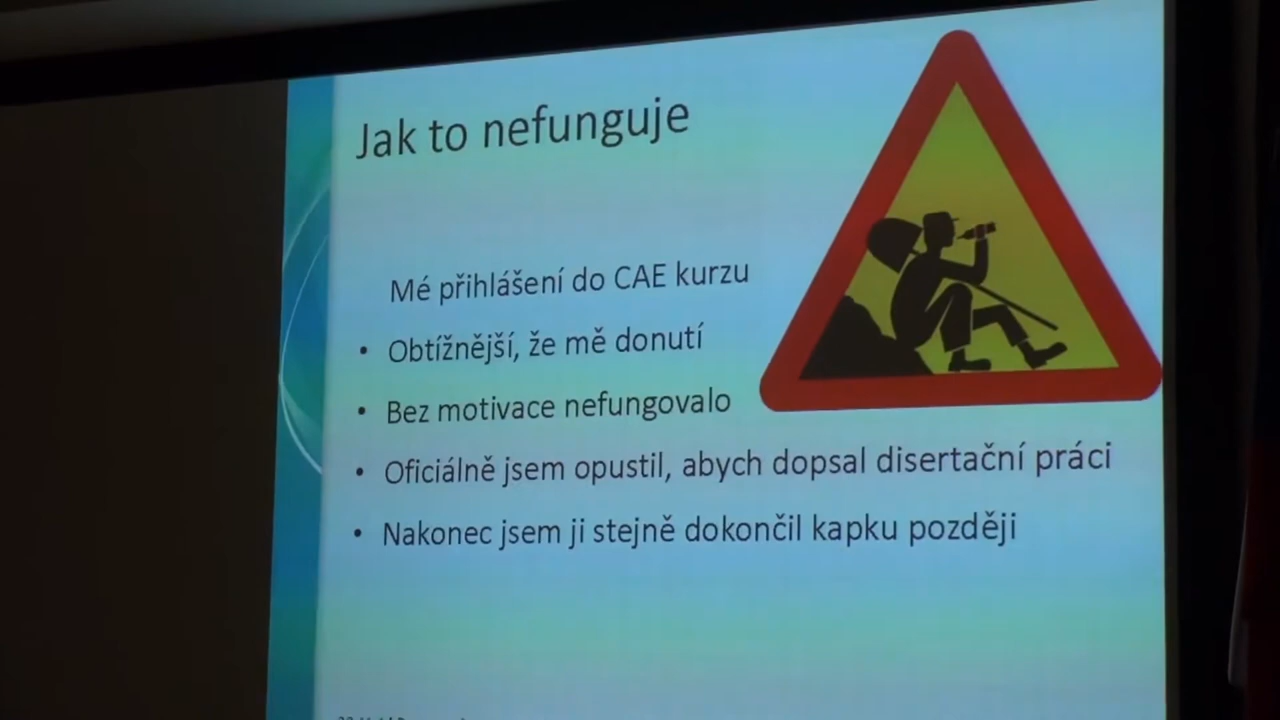 Jak to nefunguje
Mé přihlášení do CAE kurzu
• Obtížnější, že mě donutí
• Bez motivace nefungovalo
• Oficiálně jsem opustil, abych dopsal disertační práci
• Nakonec jsem ji stejně dokončil kapku později